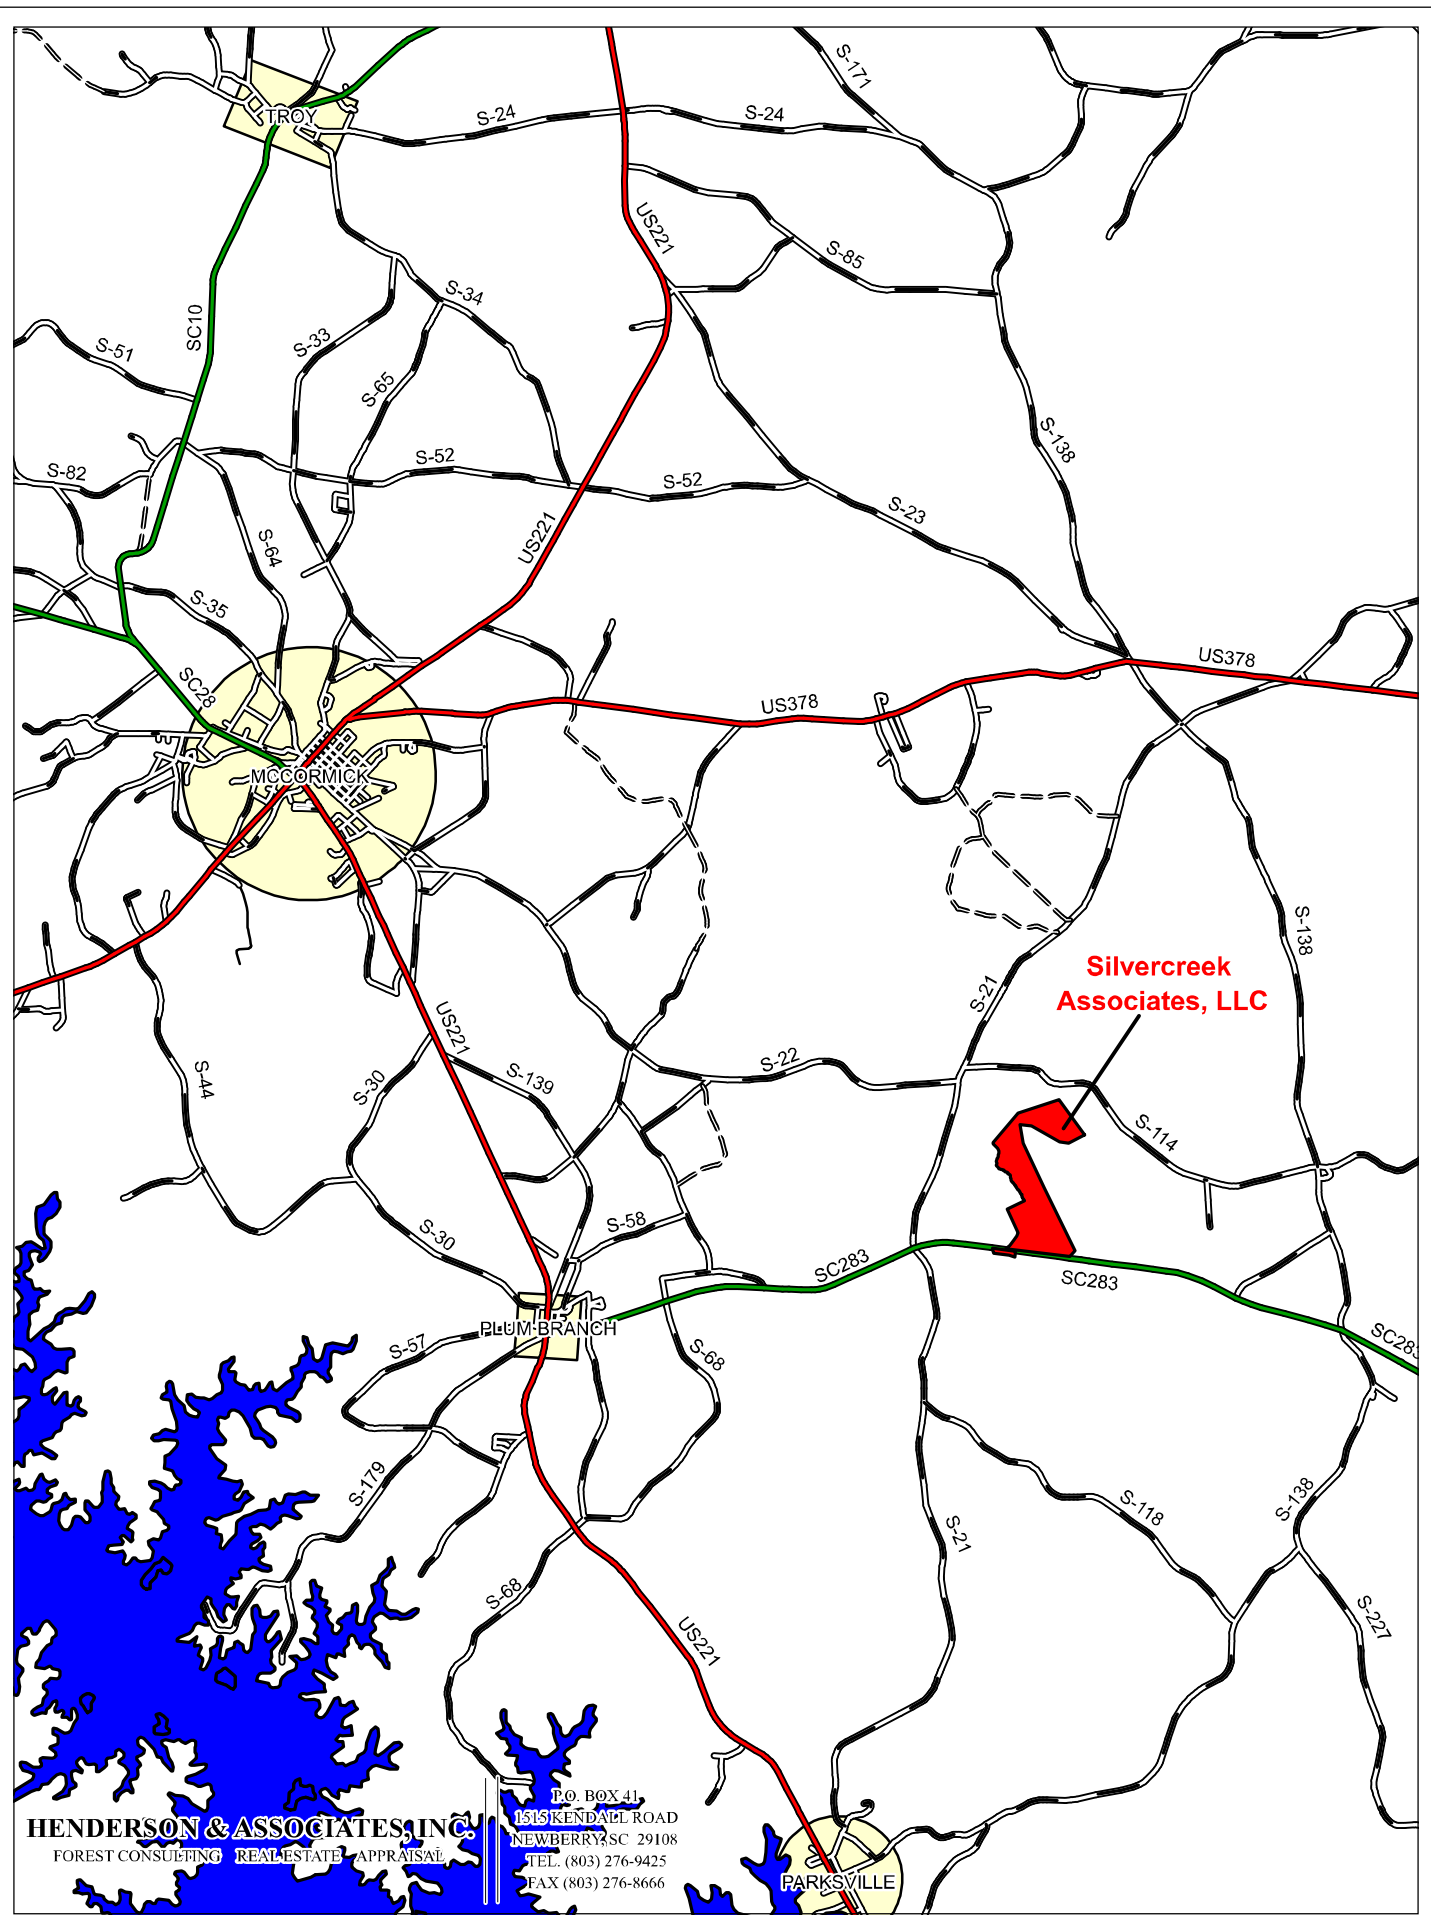 S-171
TROY
S-24
S-24
US221
S-85
S-34
SC10
S-33
S-51
S-65
S-138
S-52
S-82
S-52
S-23
US221
S-64
S-35
US378
SC28
US378
MCCORMICK
S-138
Silvercreek
Associates, LLC
S-21
US221
S-22
S-139
S-44
S-30
S-114
S-58
S-30
SC283
SC283
PLUM BRANCH
SC283
S-57
S-68
S-179
S-138
S-118
S-21
S-68
S-227
US221
P.O. BOX 41
1515 KENDALL ROAD
NEWBERRY, SC 29108
TEL. (803) 276-9425
FAX (803) 276-8666
HENDERSON & ASSOCIATES, INC.
FOREST CONSULTING REAL ESTATE APPRAISAL
PARKSVILLE